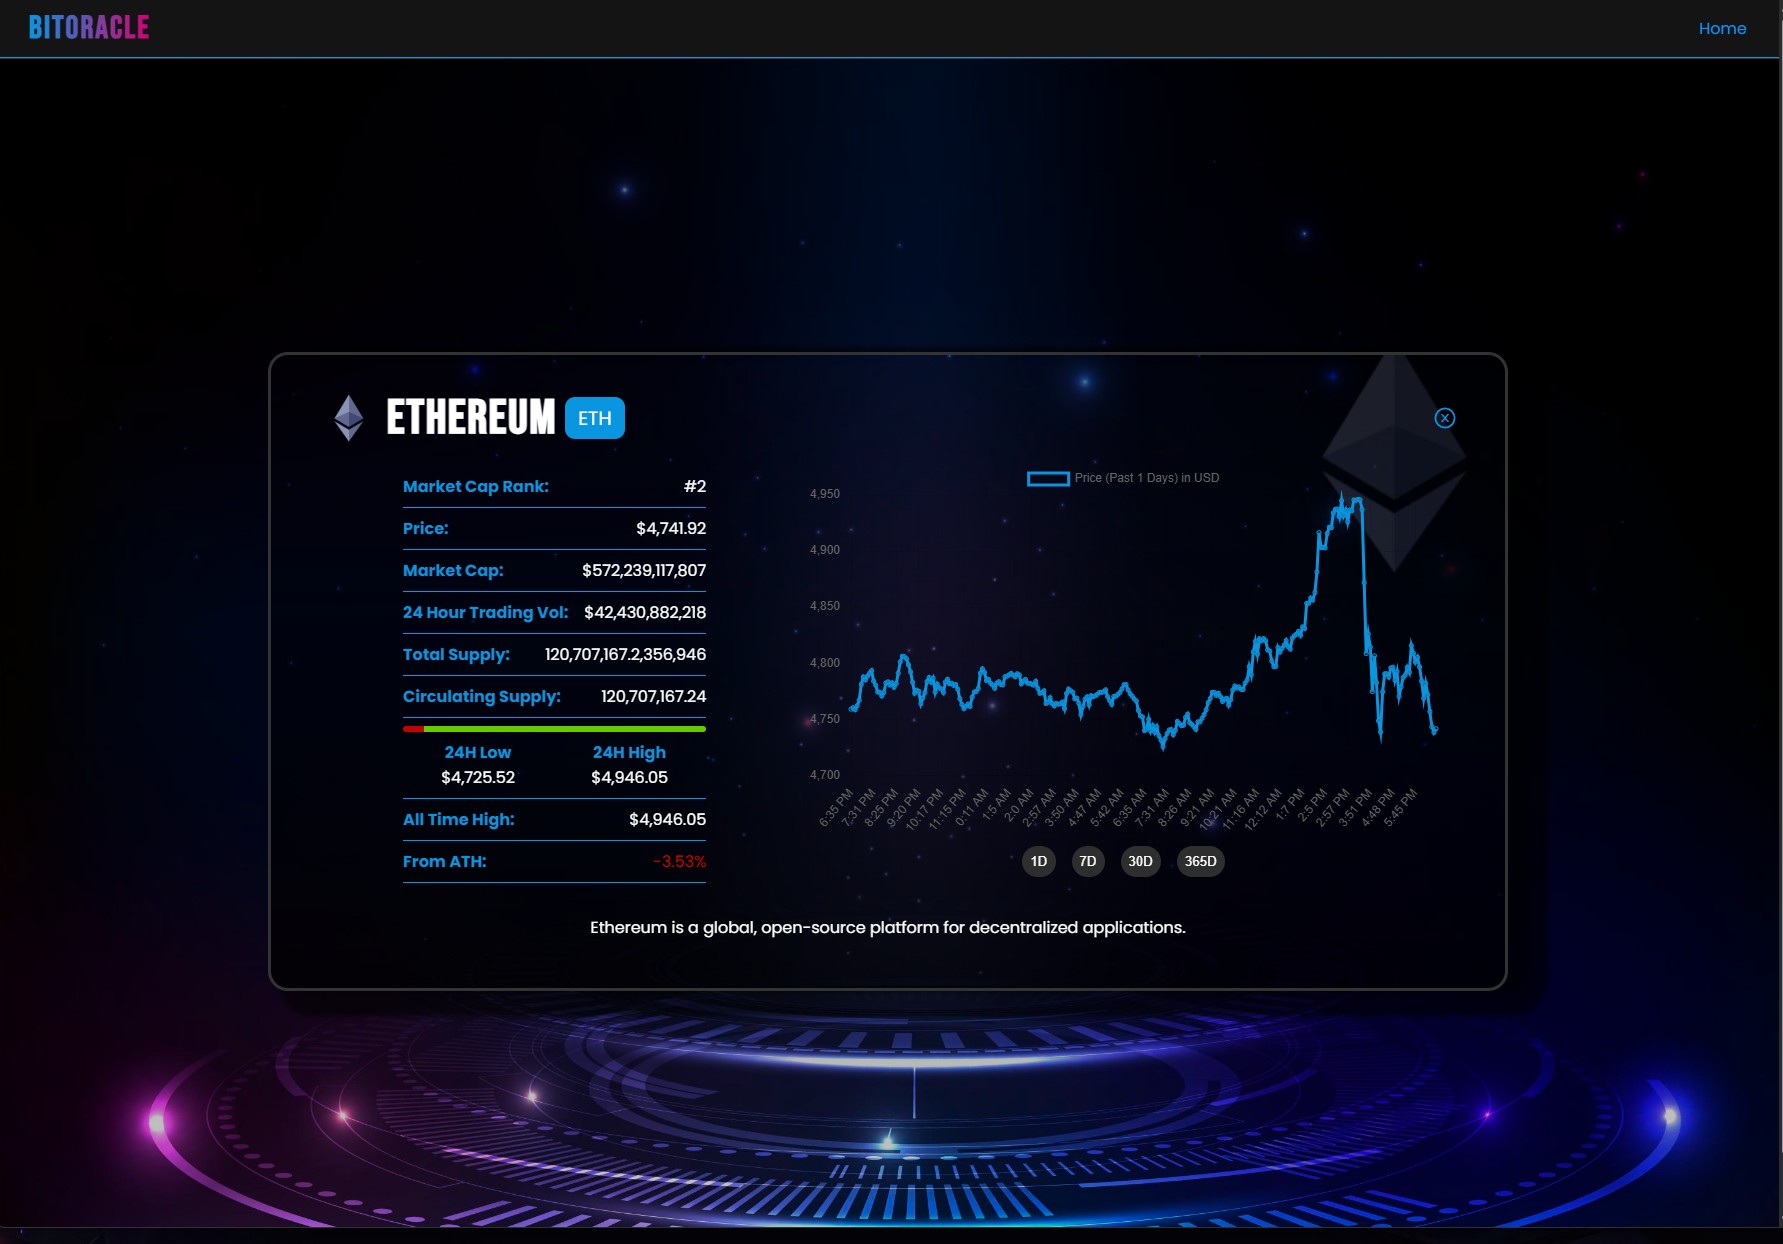 BITORACLE
Home
ETHEREUM ETH
Market Cap Rank: #2
Price: $4,741.92
Market Cap: $572,239,117,807
24 Hour Trading Vol: $42,430,882,218
Total Supply: 120,707,167.2,356,946
Circulating Supply: 120,707,167.24
24H Low 24H High
$4,725.52 $4,946.05
All Time High: $4,946.05
From ATH: -3.53%
Price (Past 1 Days) in USD
4,950
4,900
4,850
4,800
4,750
4,700
6:35 PM 7:31 PM 8:25 PM 9:20 PM 10:17 PM 11:15 PM 0:11 AM 1:5 AM 2:0 AM 2:57 AM 3:50 AM 4:47 AM 5:42 AM 6:35 AM 7:31 AM 8:26 AM 9:21 AM 10:21 AM 11:16 AM 12:12 AM 1:7 PM 2:5 PM 2:57 PM 3:51 PM 4:48 PM 5:45 PM
1D 7D 30D 365D
Ethereum is a global, open-source platform for decentralized applications.